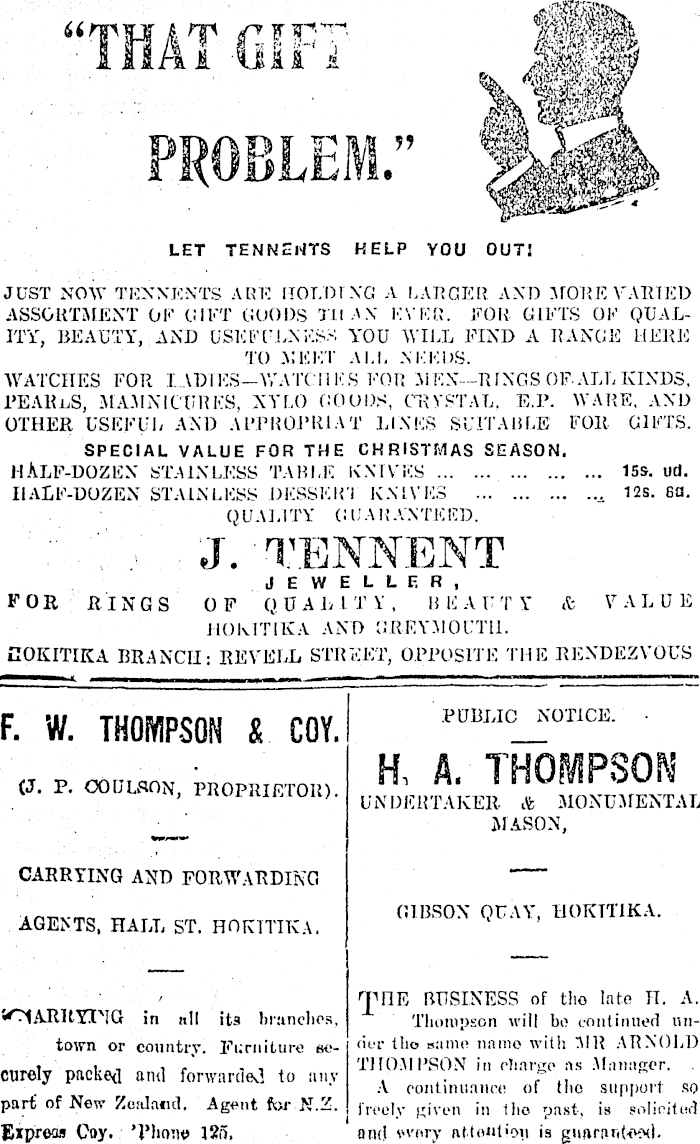 "THAT GIFT
PROBLEM."
LET TENNENTS HELP YOU OUT!
JUST NOW TENNENTS ARE HOLDING A LARGER AND MORE VARIED
ASSORTMENT OF GIFT GOODS THAN EVER. FOR GIFTS OF QUAL-
ITY, BEAUTY, AND USEFULNESS YOU WILL FIND A RANGE HERE
TO MEET ALL NEEDS.
WATCHES FOR LADIES—WATCHES FOR MEN—RINGS OF ALL KINDS,
PEARLS, MAMNICURES, XYLO GOODS, CRYSTAL, E.P. WARE, AND
OTHER USEFUL AND APPROPRIAT LINES SUITABLE FOR GIFTS.
SPECIAL VALUE FOR THE CHRISTMAS SEASON.
HALF-DOZEN STAINLESS TABLE KNIVES ... ... ... ... ... 15s. 0d.
HALF-DOZEN STAINLESS DESSERT KNIVES ... ... ... ... 12s. 6d.
QUALITY GUARANTEED.
J. TENNENT
JEWELLER,
FOR RINGS OF QUALITY, BEAUTY & VALUE
HOKITIKA AND GREYMOUTH.
HOKITIKA BRANCH: REVELL STREET, OPPOSITE THE RENDEZVOUS
F. W. THOMPSON & COY.
(J. P. COULSON, PROPRIETOR).
CARRYING AND FORWARDING
AGENTS, HALL ST. HOKITIKA.
CARRYING in all its branches,
town or country. Furniture se-
curely packed and forwarded to any
part of New Zealand. Agent for N.Z.
Express Coy. 'Phone 125.
PUBLIC NOTICE.
H. A. THOMPSON
UNDERTAKER & MONUMENTAL
MASON,
GIBSON QUAY, HOKITIKA.
THE BUSINESS of the late H. A.
Thompson will be continued un-
der the same name with MR ARNOLD
THOMPSON in charge as Manager.
A continuance of the support so
freely given in the past, is solicited
and every attention is guaranteed.